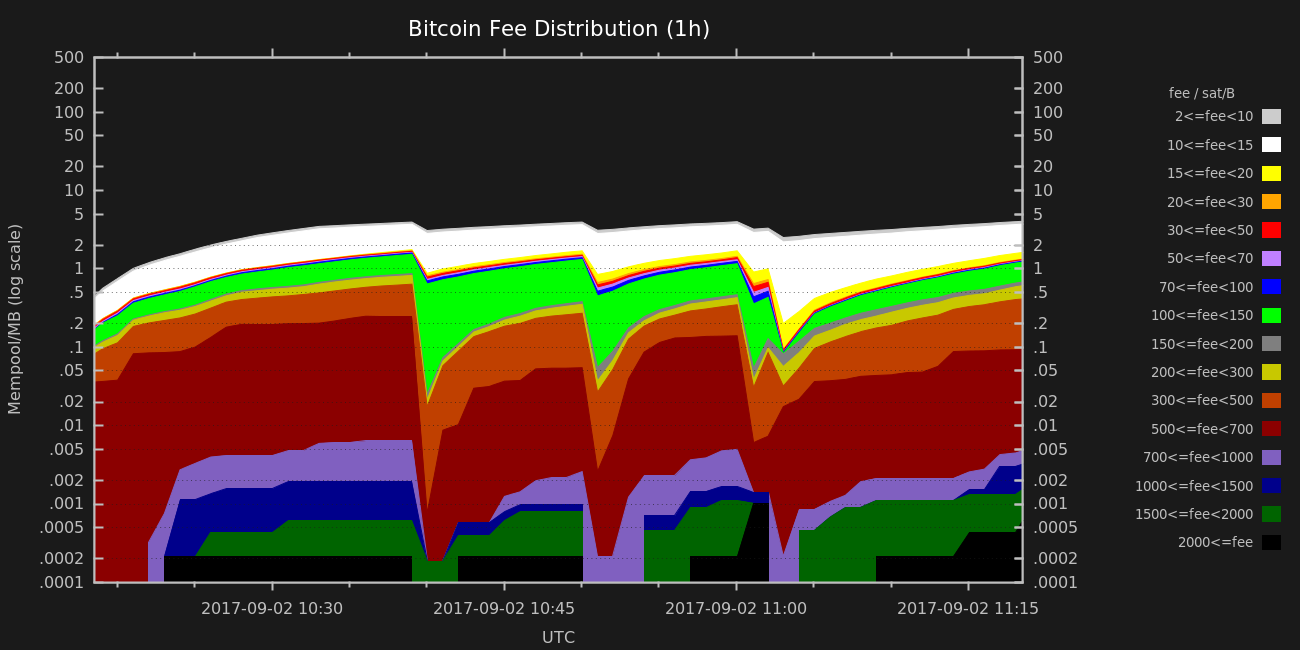 Bitcoin Fee Distribution (1h)
500 500
200 200
100 100
50 50
20 20
10 10
5 5
2 2
1 1
.5 .5
.2 .2
.1 .1
.05 .05
.02 .02
.01 .01
.005 .005
.002 .002
.001 .001
.0005 .0005
.0002 .0002
.0001 .0001
Mempool/MB (log scale)
2017-09-02 10:30 2017-09-02 10:45 2017-09-02 11:00 2017-09-02 11:15
UTC
fee / sat/B
2<=fee<10
10<=fee<15
15<=fee<20
20<=fee<30
30<=fee<50
50<=fee<70
70<=fee<100
100<=fee<150
150<=fee<200
200<=fee<300
300<=fee<500
500<=fee<700
700<=fee<1000
1000<=fee<1500
1500<=fee<2000
2000<=fee